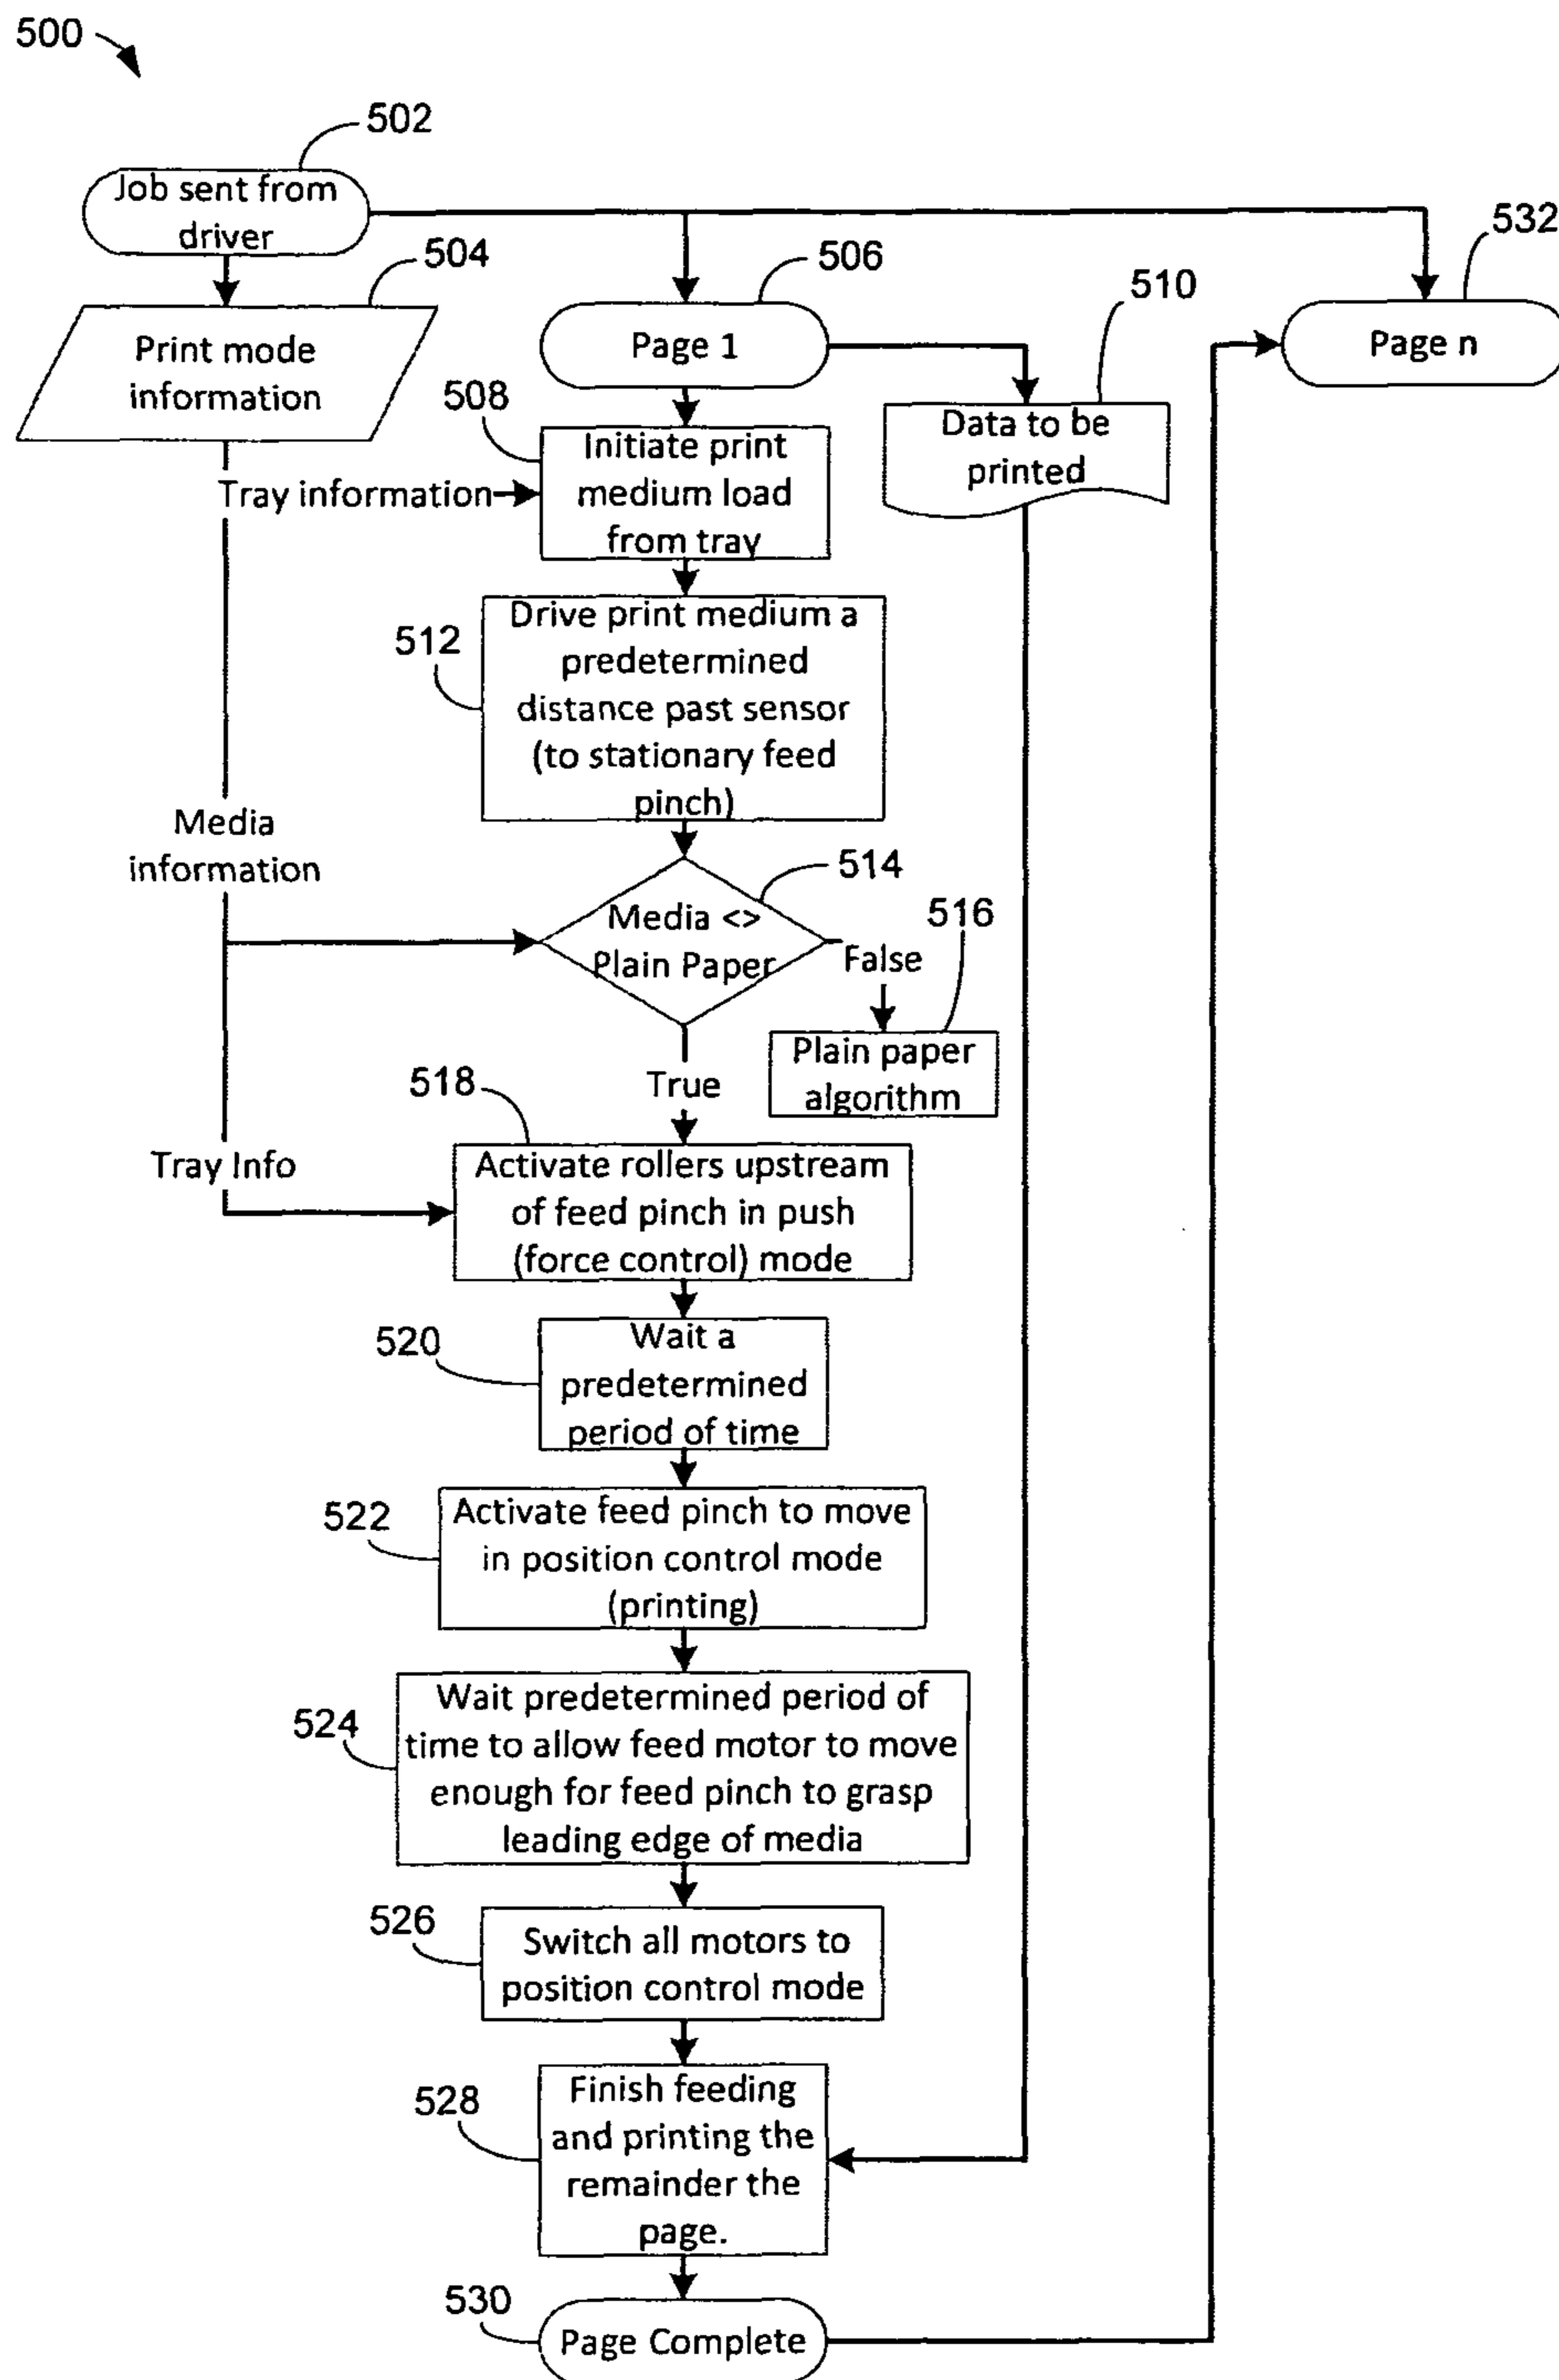 500
502
Job sent from
driver
532
504
506
510
Print mode
information
Page 1
Page n
508
Data to be
printed
Initiate print
medium load
from tray
Tray information
Drive print medium a
predetermined
distance past sensor
(to stationary feed
pinch)
512
Media
information
514
Media <>
Plain Paper
516
False
Plain paper
algorithm
518
True
Tray Info
Activate rollers upstream
of feed pinch in push
(force control) mode
520
Wait a
predetermined
period of time
522
Activate feed pinch to move
in position control mode
(printing)
524
Wait predetermined period of
time to allow feed motor to move
enough for feed pinch to grasp
leading edge of media
526
Switch all motors to
position control mode
528
Finish feeding
and printing the
remainder the
page.
530
Page Complete